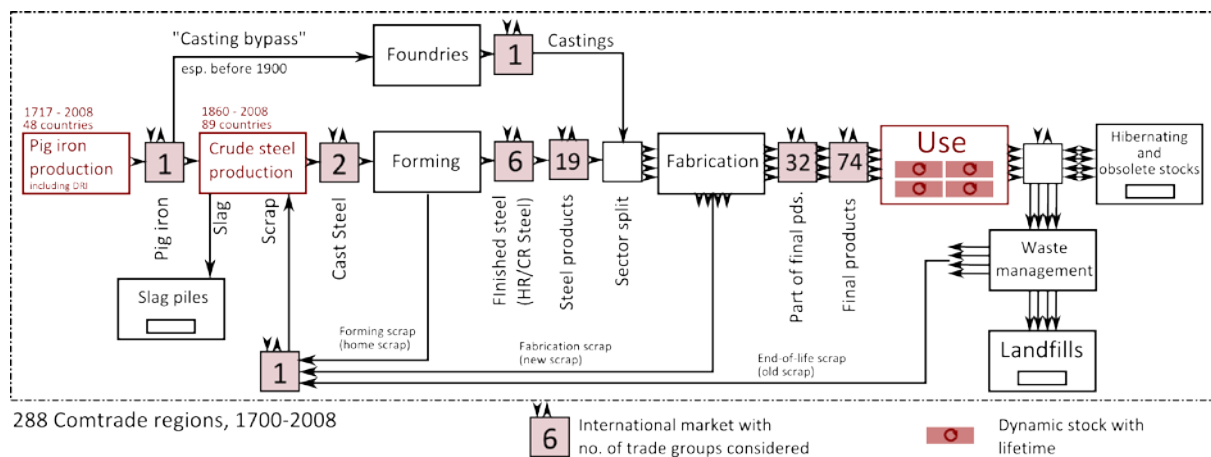 "Casting bypass"
esp. before 1900
Foundries
1
Castings
1717 - 2008
48 countries
Pig iron
production
including DRI
1
Pig iron
1860 - 2008
89 countries
Crude steel
production
Slag
Scrap
2
Cast Steel
Forming
6
FInished steel
(HR/CR Steel)
19
Steel products
Sector split
Fabrication
32
Part of final pds.
74
Final products
Use
Hibernating
and
obsolete stocks
Waste
management
Slag piles
Landfills
1
Forming scrap
(home scrap)
Fabrication scrap
(new scrap)
End-of-life scrap
(old scrap)
288 Comtrade regions, 1700-2008
6
International market with
no. of trade groups considered
Dynamic stock with
lifetime